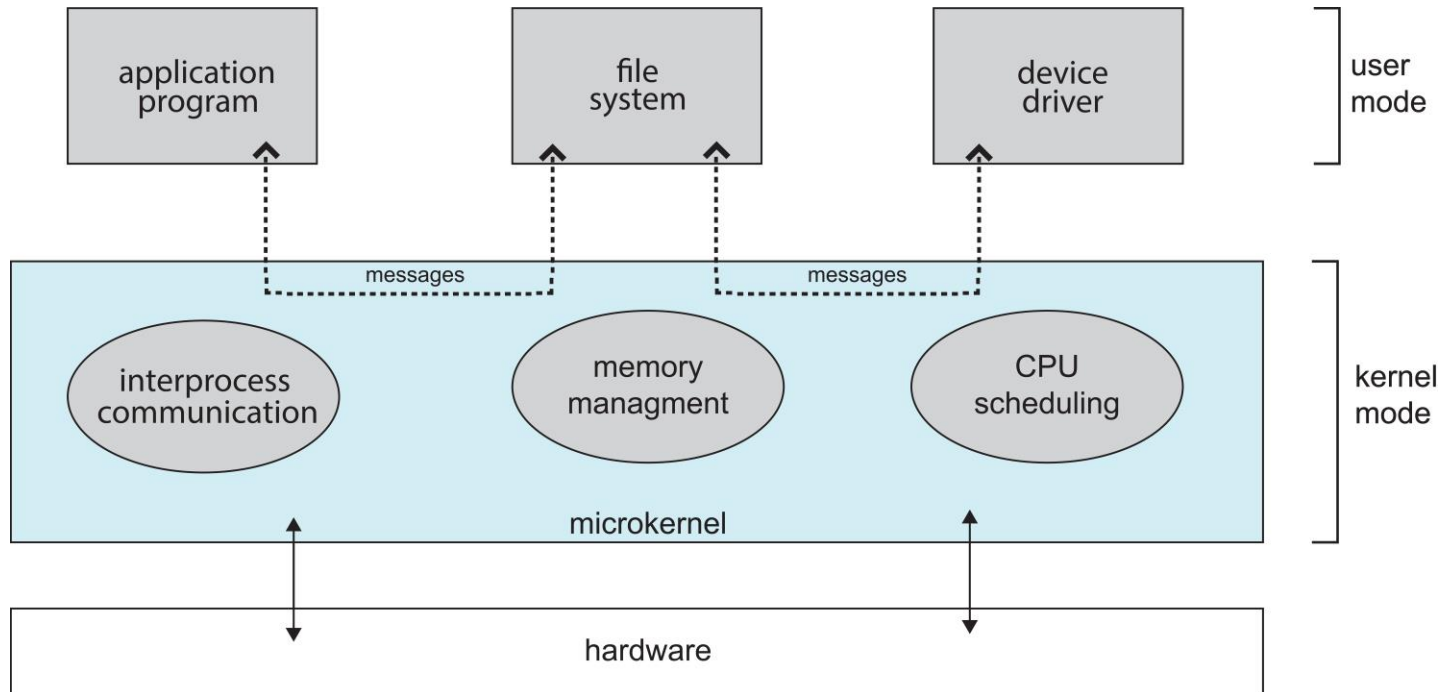 application
program
file
system
device
driver
user
mode
messages
messages
interprocess
communication
memory
managment
CPU
scheduling
kernel
mode
microkernel
hardware